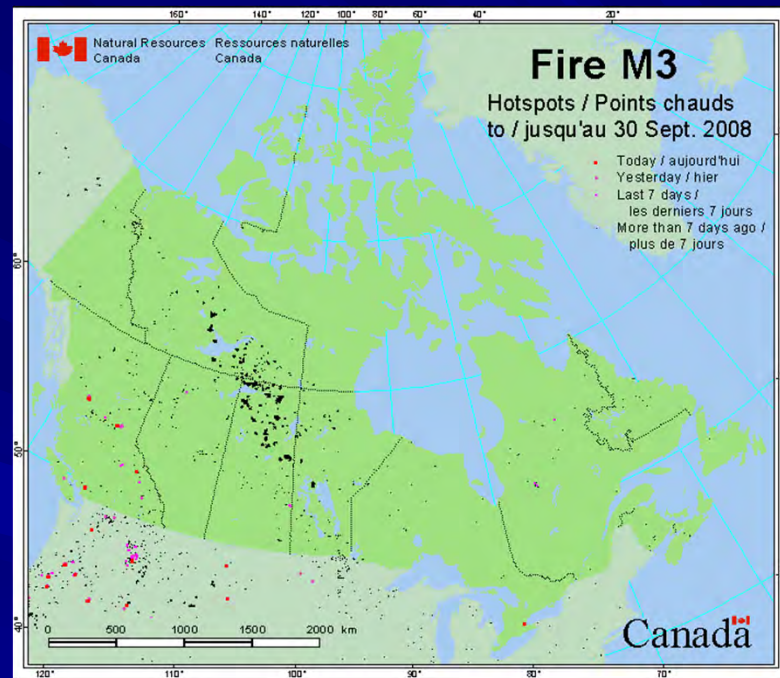 160° 140° 120° 100° 80° 60° 40° 20°
Natural Resources Ressources naturelles
Canada Canada
Fire M3
Hotspots / Points chauds
to / jusqu'au 30 Sept. 2008
Today / aujourd'hui
Yesterday / hier
Last 7 days /
les derniers 7 jours
More than 7 days ago /
plus de 7 jours
60°
50°
40°
0 500 1000 1500 2000 km
Canada
120° 110° 100° 90° 80° 70°